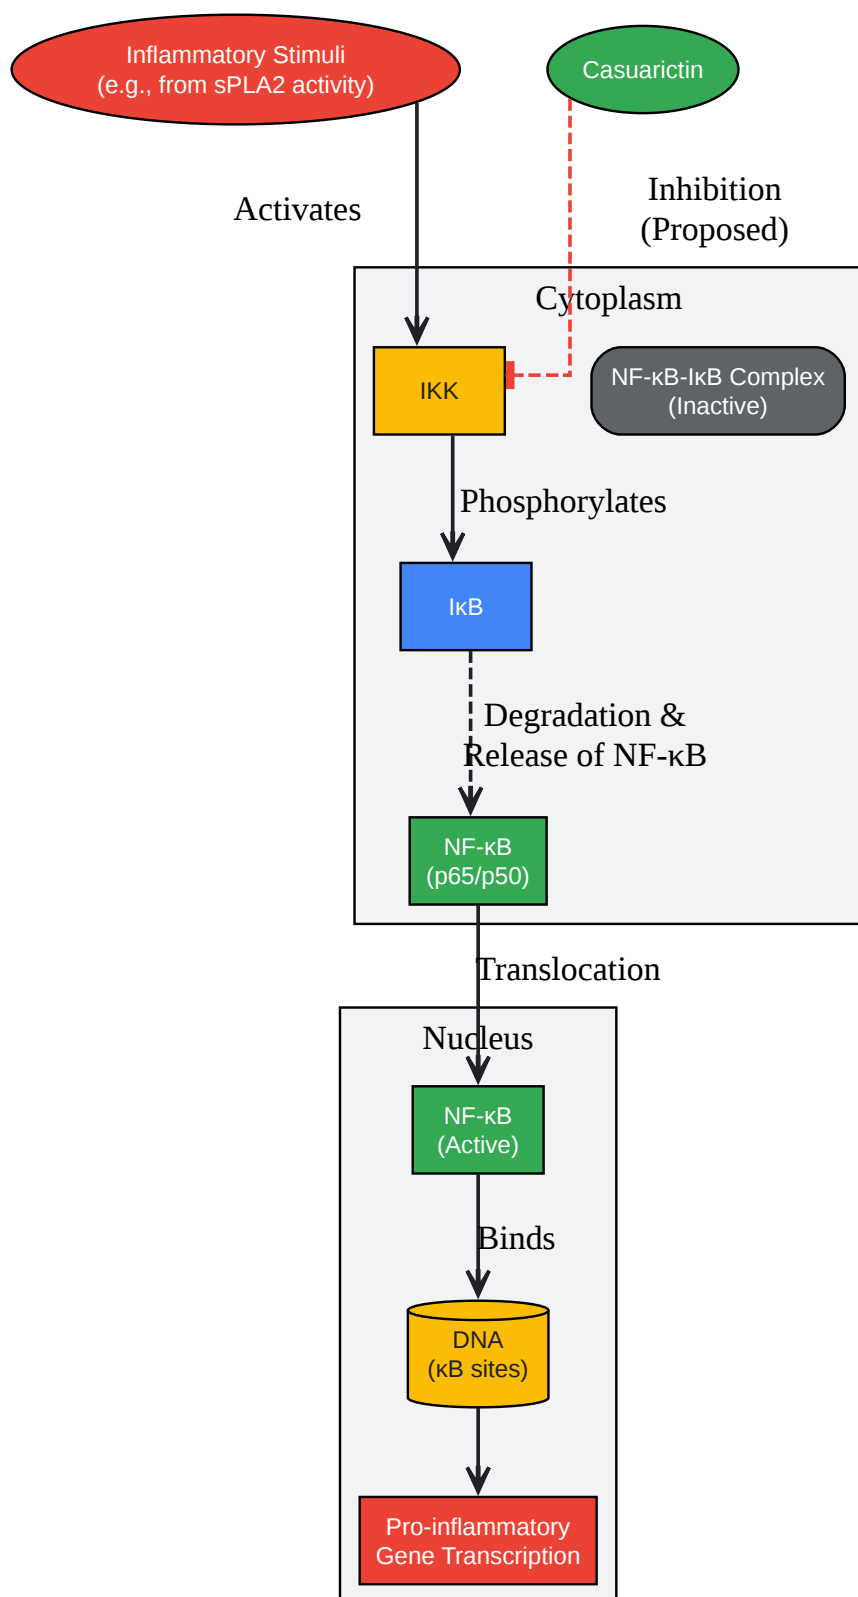 Inflammatory Stimuli
(e.g., from sPLA2 activity)
Casuarictin
Activates
Inhibition
(Proposed)
Cytoplasm
IKK
NF-κB-IκB Complex
(Inactive)
Phosphorylates
IκB
Degradation &
Release of NF-κB
NF-κB
(p65/p50)
Translocation
Nucleus
NF-κB
(Active)
Binds
DNA
(κB sites)
Pro-inflammatory
Gene Transcription